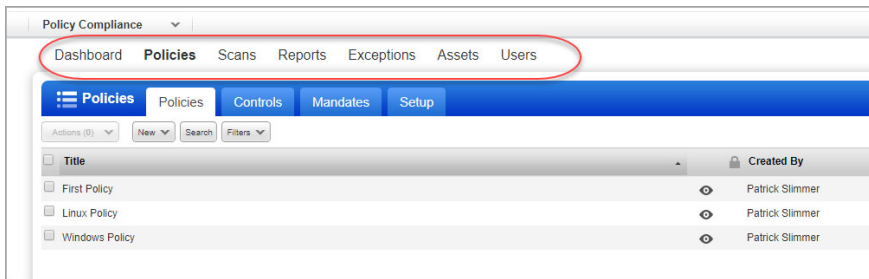 Policy Compliance
Dashboard Policies Scans Reports Exceptions Assets Users
Policies Policies Controls Mandates Setup
Actions (0) New Search Filters
Title Created By
First Policy Patrick Slimmer
Linux Policy Patrick Slimmer
Windows Policy Patrick Slimmer